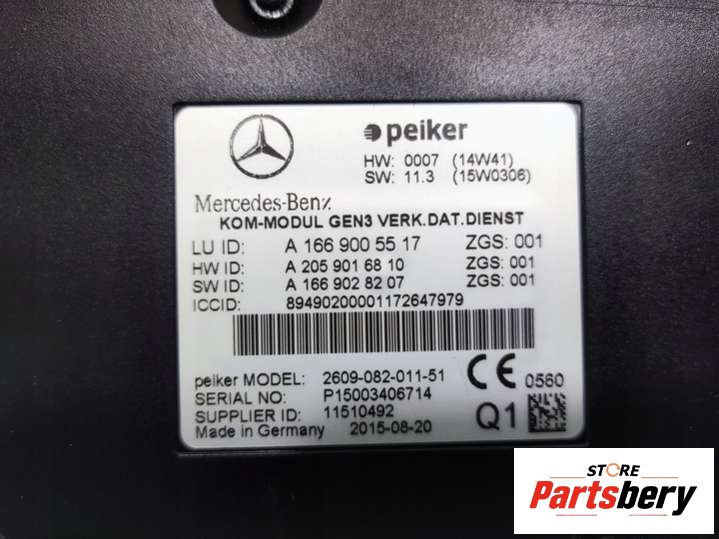 peiker
HW: 0007 (14W41)
SW: 11.3 (15W0306)
Mercedes-Benz
KOM-MODUL GEN3 VERK.DAT.DIENST
LU ID: A 166 900 55 17 ZGS: 001
HW ID: A 205 901 68 10 ZGS: 001
SW ID: A 166 902 82 07 ZGS: 001
ICCID: 89490200001172647979
peiker MODEL: 2609-082-011-51 CE 0560
SERIAL NO: P15003406714
SUPPLIER ID: 11510492 Q1
Made in Germany 2015-08-20
STORE
Partsbery